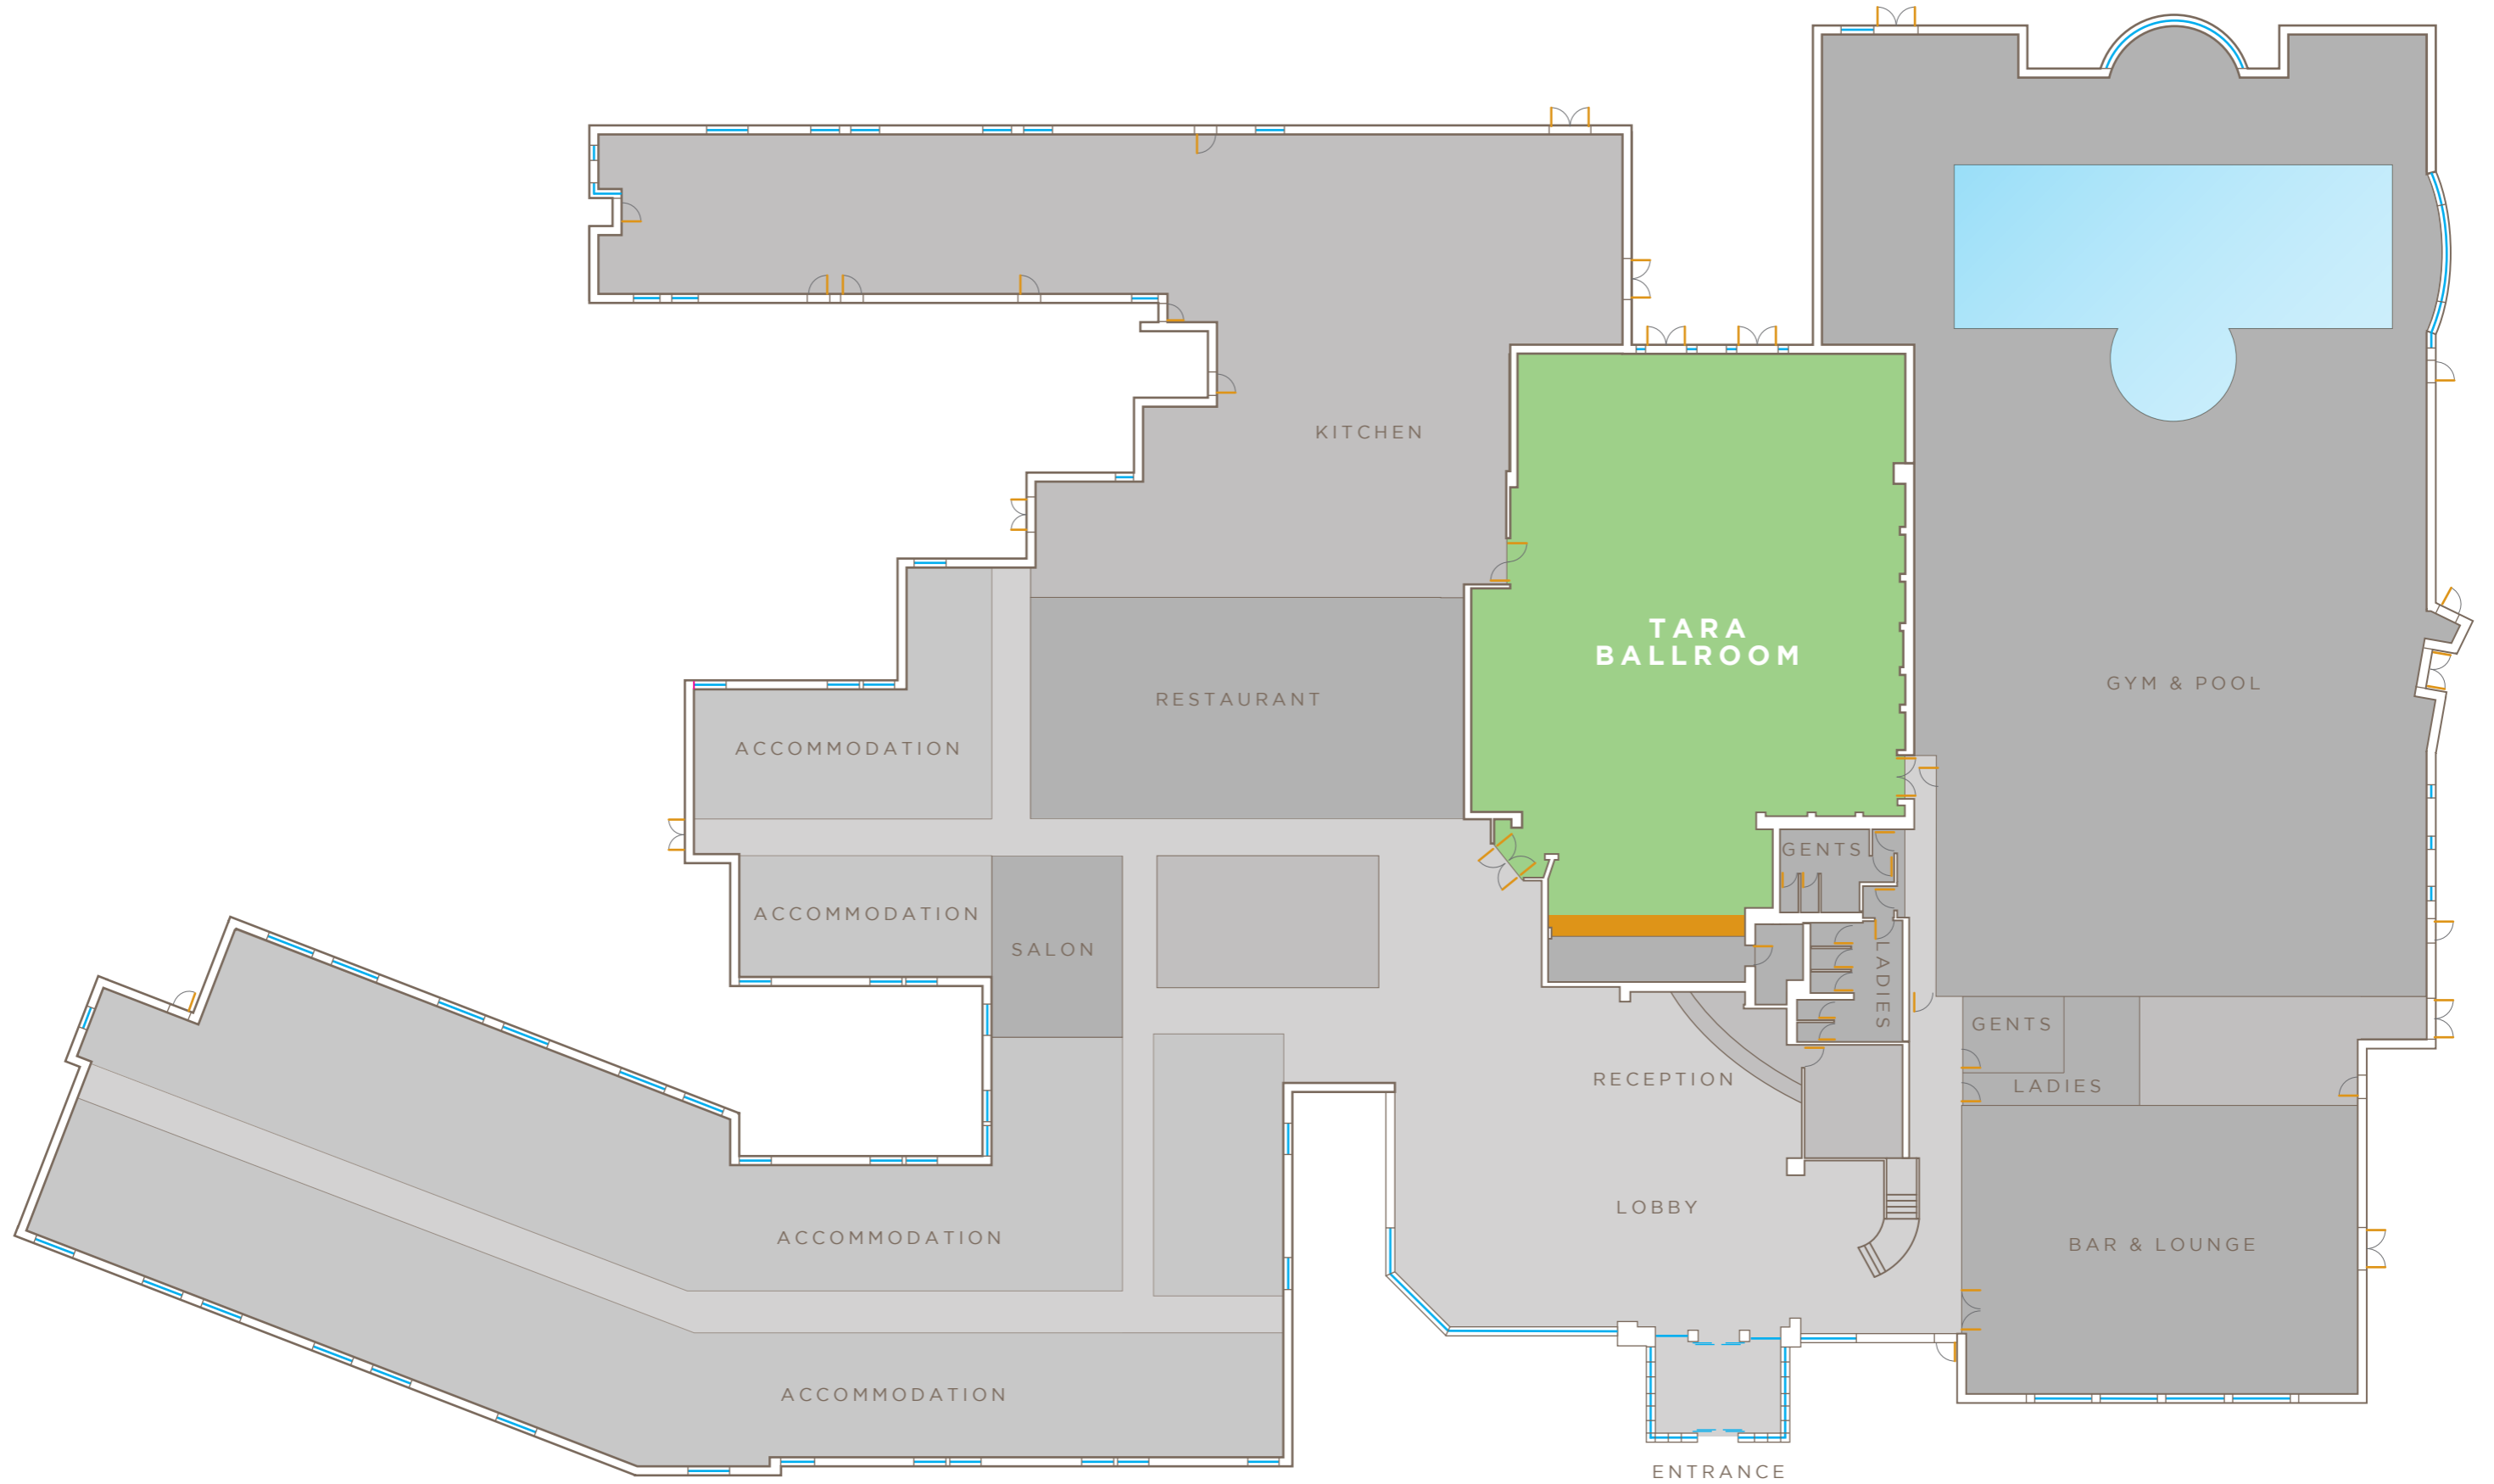 KITCHEN
TARA
BALLROOM
GYM & POOL
RESTAURANT
ACCOMMODATION
GENTS
ACCOMMODATION
SALON
LADIES
GENTS
RECEPTION
LADIES
LOBBY
ACCOMMODATION
BAR & LOUNGE
ACCOMMODATION
ENTRANCE